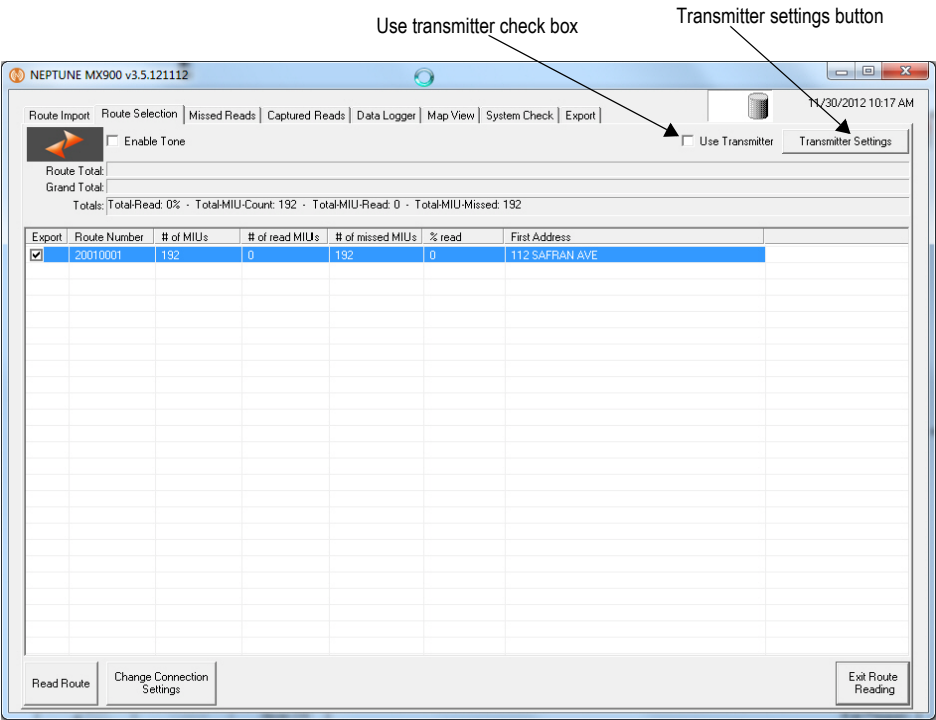 Use transmitter check box
Transmitter settings button
NEPTUNE MX900 v3.5.121112
11/30/2012 10:17 AM
Route Import Route Selection Missed Reads Captured Reads Data Logger Map View System Check Export
Enable Tone
Use Transmitter
Transmitter Settings
Route Total:
Grand Total:
Totals: Total-Read: 0% - Total-MIU-Count: 192 - Total-MIU-Read: 0 - Total-MIU-Missed: 192
Export Route Number # of MIUs # of read MIUs # of missed MIUs % read First Address
20010001 192 0 192 0 112 SAFRAN AVE
Read Route
Change Connection
Settings
Exit Route
Reading